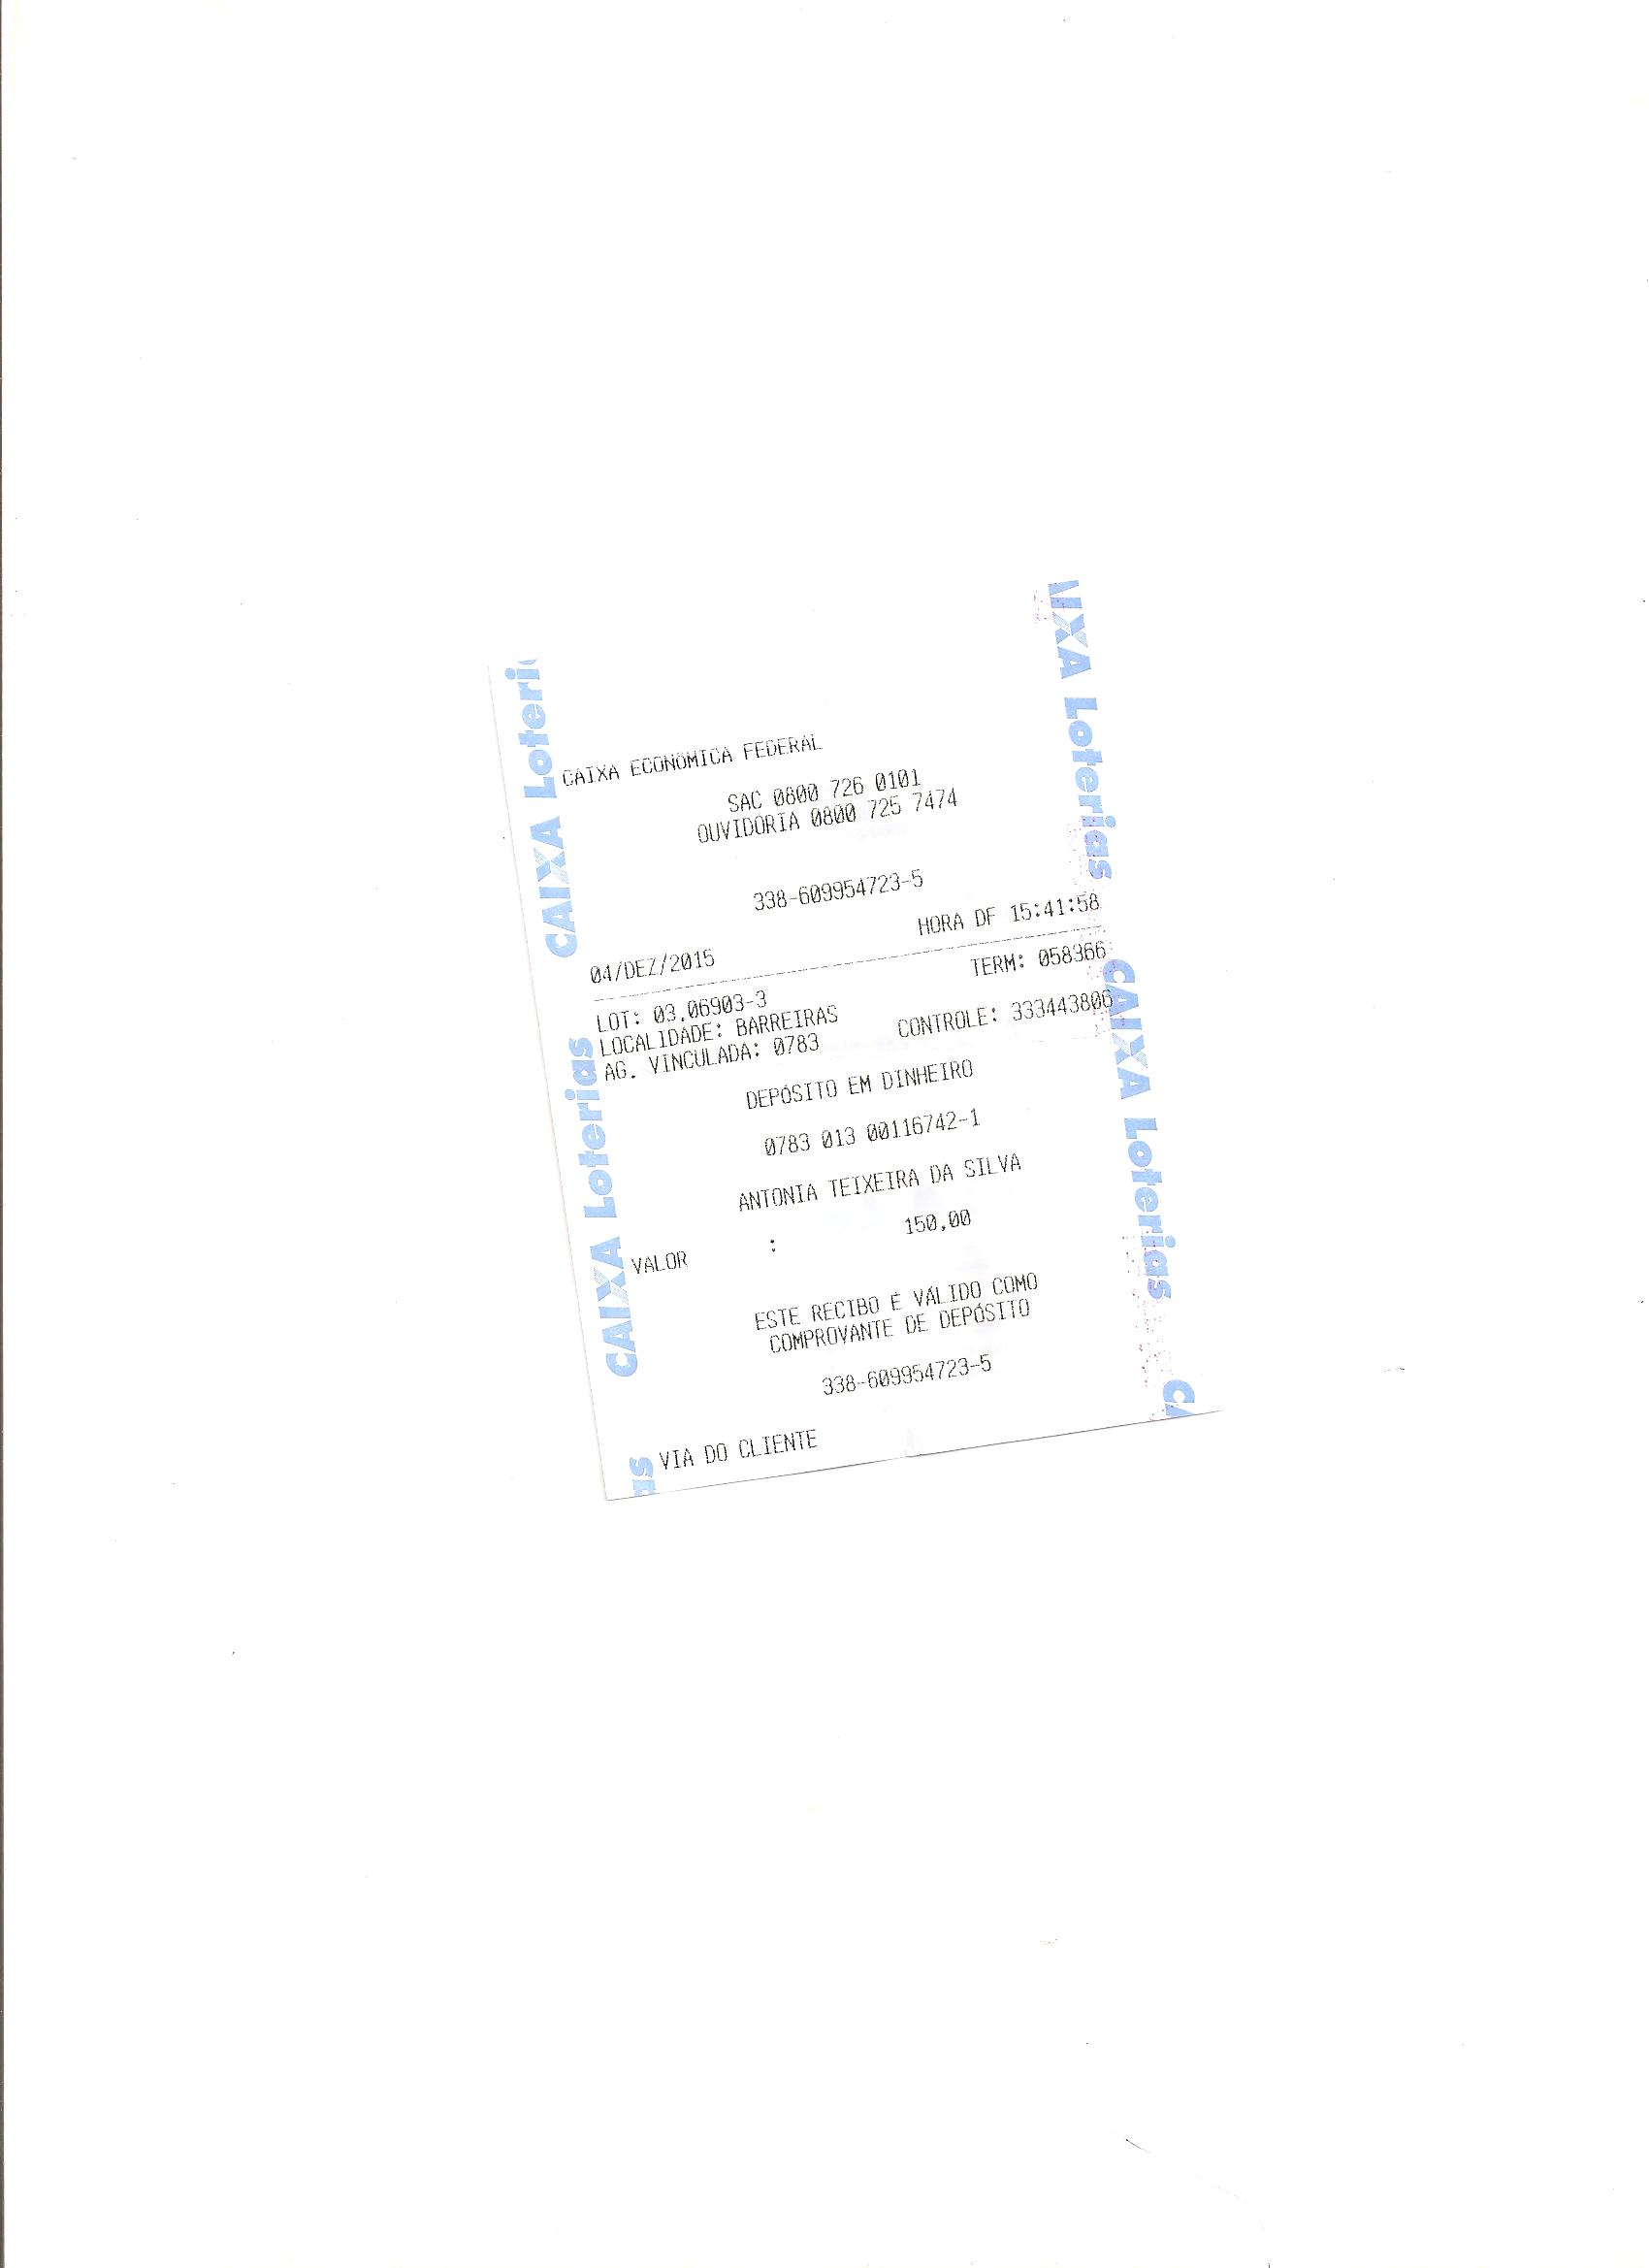 CAIXA ECONÔMICA FEDERAL
SAC 0800 726 0101
OUVIDORIA 0800 725 7474
338-609954723-5
04/DEZ/2015 HORA DF 15:41:58
LOT: 03.06903-3 TERM: 058366
LOCALIDADE: BARREIRAS
AG. VINCULADA: 0783 CONTROLE: 333443806
DEPÓSITO EM DINHEIRO
0783 013 00116742-1
ANTONIA TEIXEIRA DA SILVA
VALOR : 150,00
ESTE RECIBO É VÁLIDO COMO
COMPROVANTE DE DEPÓSITO
338-609954723-5
VIA DO CLIENTE
CAIXA Loterias
CAIXA Loterias
CAIXA Loterias
CAIXA Loterias